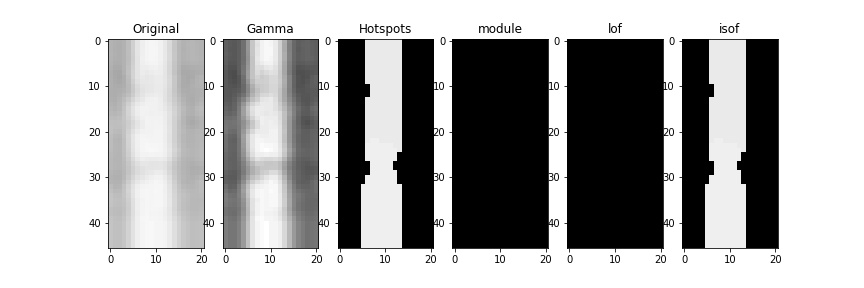 Original Gamma Hotspots module lof isof
0 0 0 0 0 0
10 10 10 10 10 10
20 20 20 20 20 20
30 30 30 30 30 30
40 40 40 40 40 40
0 10 20 0 10 20 0 10 20 0 10 20 0 10 20 0 10 20